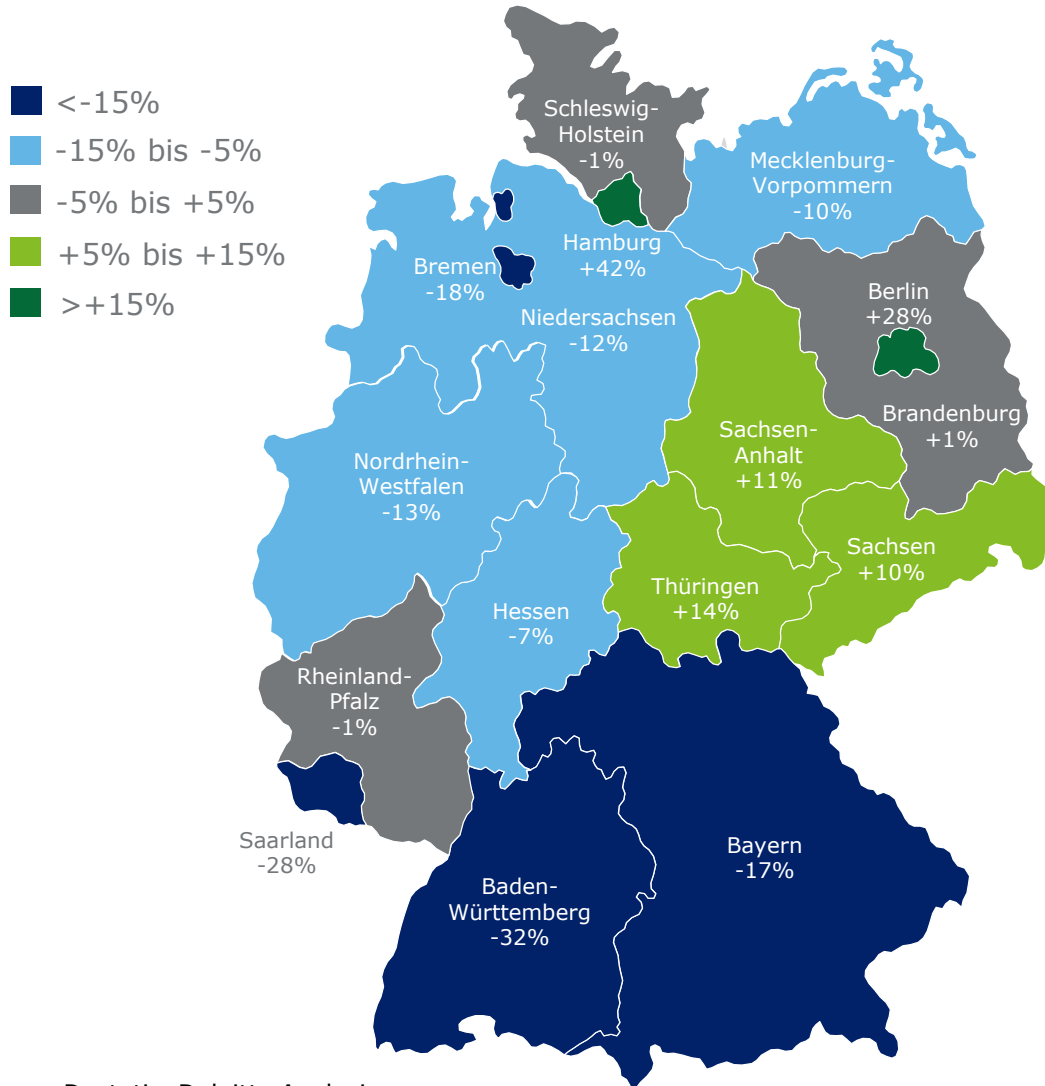 <-15%
-15% bis -5%
-5% bis +5%
+5% bis +15%
>+15%
Schleswig-
Holstein
-1%
Mecklenburg-
Vorpommern
-10%
Hamburg
+42%
Bremen
-18%
Niedersachsen
-12%
Berlin
+28%
Brandenburg
+1%
Sachsen-
Anhalt
+11%
Nordrhein-
Westfalen
-13%
Sachsen
+10%
Thüringen
+14%
Hessen
-7%
Rheinland-
Pfalz
-1%
Saarland
-28%
Bayern
-17%
Baden-
Württemberg
-32%